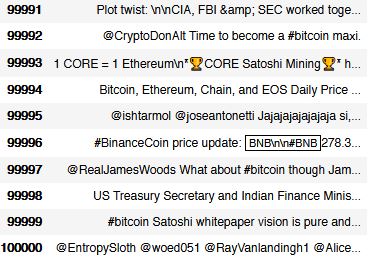 99991 Plot twist: \n\nCIA, FBI &amp; SEC worked toge...
99992 @CryptoDonAlt Time to become a #bitcoin maxi.
99993 1 CORE = 1 Ethereum\n*🏆CORE Satoshi Mining🏆* h...
99994 Bitcoin, Ethereum, Chain, and EOS Daily Price ...
99995 @ishtarmol @joseantonetti Jajajajajajajaja si,...
99996 #BinanceCoin price update: BNB\n\n#BNB 278.3...
99997 @RealJamesWoods What about #bitcoin though Jam...
99998 US Treasury Secretary and Indian Finance Minis...
99999 #bitcoin Satoshi whitepaper vision is pure and...
100000 @EntropySloth @woed051 @RayVanlandingh1 @Alice...